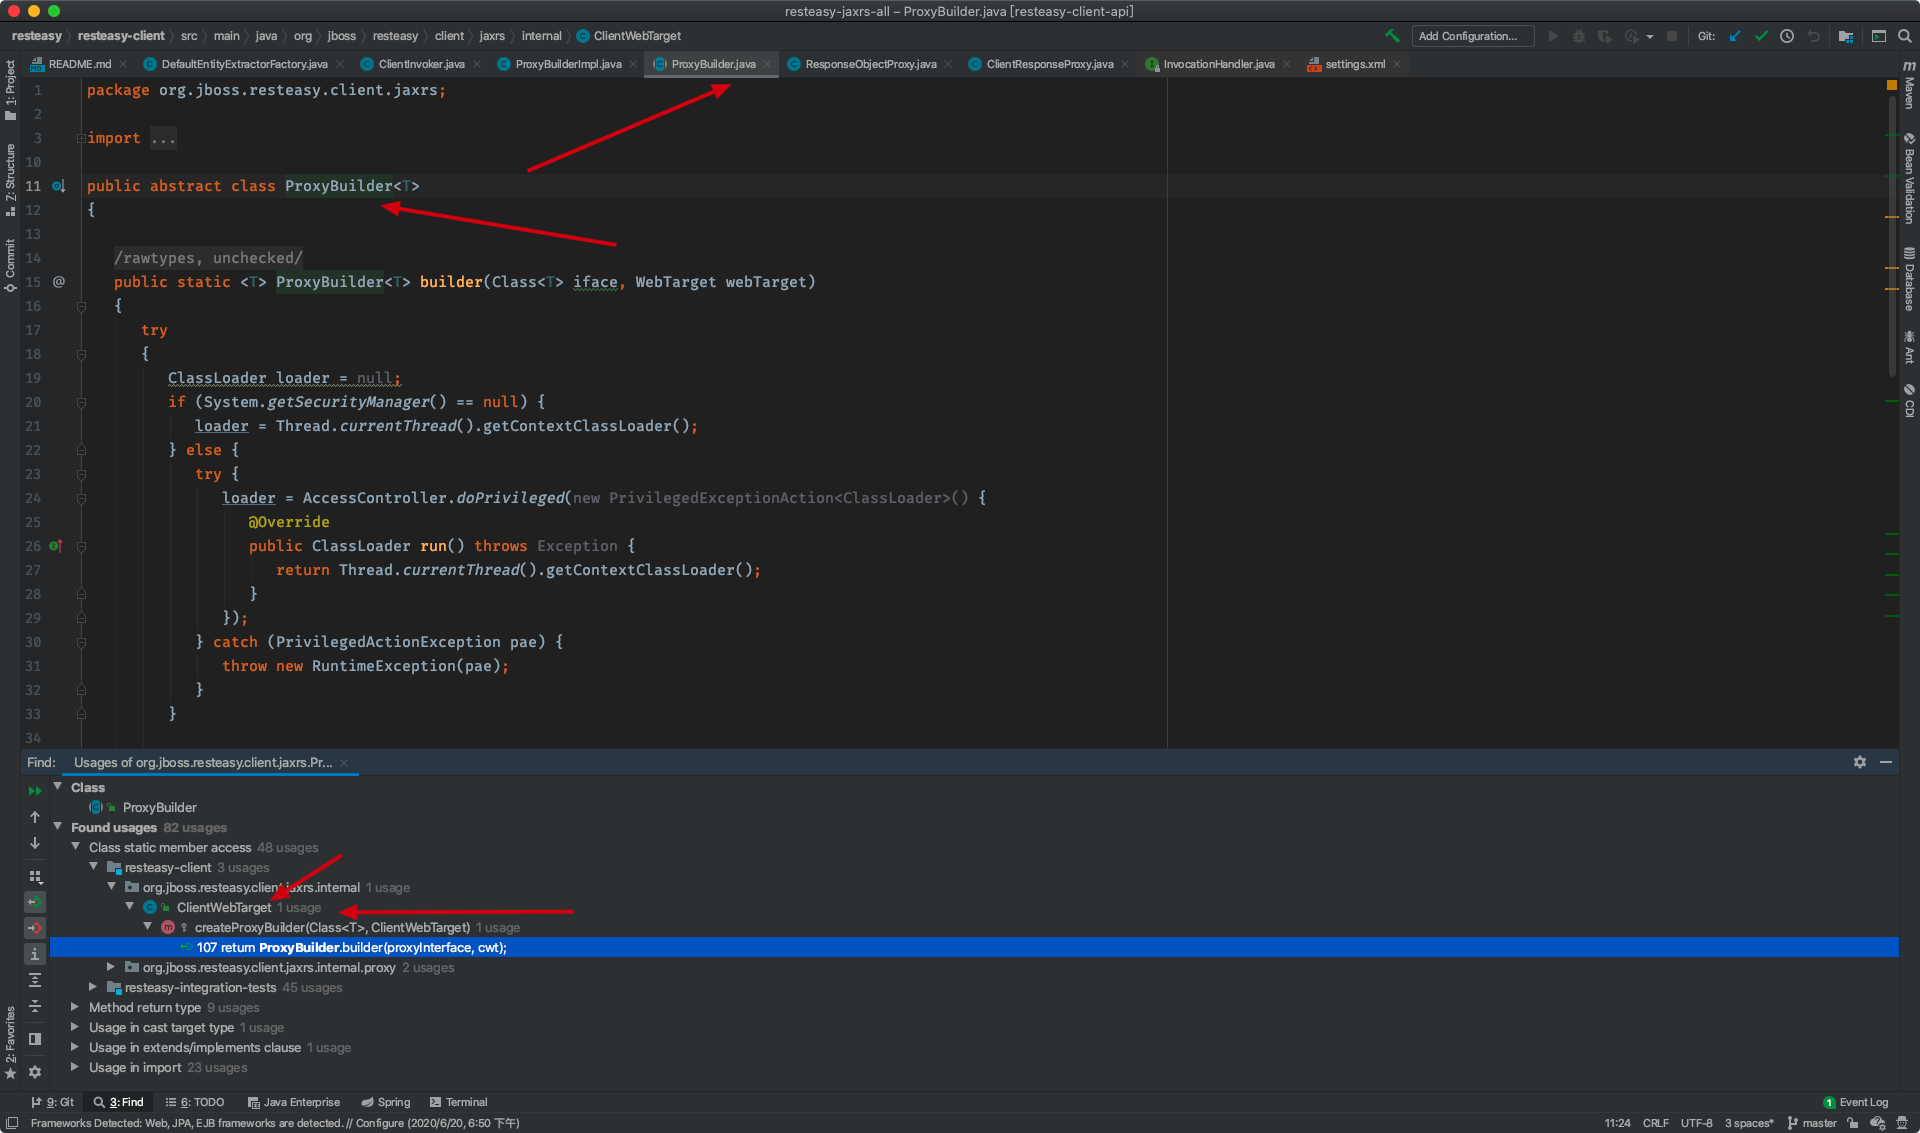 resteasy-jaxrs-all – ProxyBuilder.java [resteasy-client-api]
resteasy resteasy-client src main java org jboss resteasy client jaxrs internal ClientWebTarget Add Configuration... Git:
README.md DefaultEntityExtractorFactory.java ClientInvoker.java ProxyBuilderImpl.java ProxyBuilder.java ResponseObjectProxy.java ClientResponseProxy.java InvocationHandler.java settings.xml
1: Project
Z: Structure
Commit
2: Favorites
Maven
Bean Validation
Database
Ant
CDI
1 package org.jboss.resteasy.client.jaxrs;
2
3 import ...
10
11 public abstract class ProxyBuilder<T>
12 {
13
14 /rawtypes, unchecked/
15 @ public static <T> ProxyBuilder<T> builder(Class<T> iface, WebTarget webTarget)
16 {
17 try
18 {
19 ClassLoader loader = null;
20 if (System.getSecurityManager() == null) {
21 loader = Thread.currentThread().getContextClassLoader();
22 } else {
23 try {
24 loader = AccessController.doPrivileged(new PrivilegedExceptionAction<ClassLoader>() {
25 @Override
26 public ClassLoader run() throws Exception {
27 return Thread.currentThread().getContextClassLoader();
28 }
29 });
30 } catch (PrivilegedActionException pae) {
31 throw new RuntimeException(pae);
32 }
33 }
34
Find: Usages of org.jboss.resteasy.client.jaxrs.Pr...
Class
ProxyBuilder
Found usages 82 usages
Class static member access 48 usages
resteasy-client 3 usages
org.jboss.resteasy.client.jaxrs.internal 1 usage
ClientWebTarget 1 usage
createProxyBuilder(Class<T>, ClientWebTarget) 1 usage
107 return ProxyBuilder.builder(proxyInterface, cwt);
org.jboss.resteasy.client.jaxrs.internal.proxy 2 usages
resteasy-integration-tests 45 usages
Method return type 9 usages
Usage in cast target type 1 usage
Usage in extends/implements clause 1 usage
Usage in import 23 usages
9: Git 3: Find 6: TODO Java Enterprise Spring Terminal 1 Event Log
Frameworks Detected: Web, JPA, EJB frameworks are detected. // Configure (2020/6/20, 6:50 下午) 11:24 CRLF UTF-8 3 spaces* master